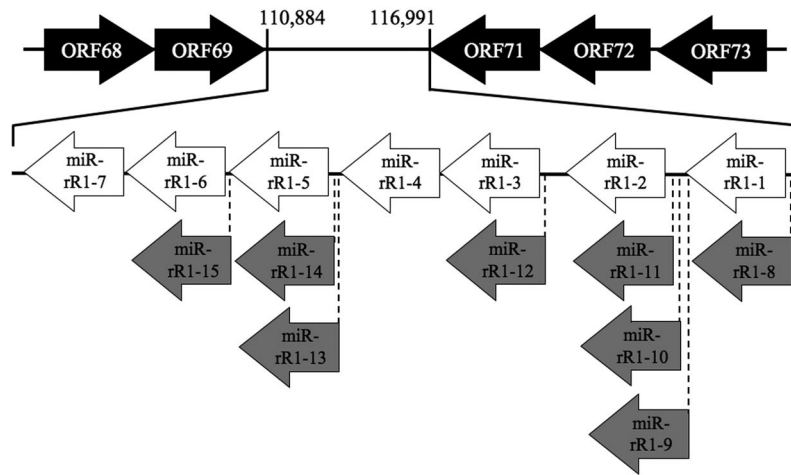 110,884 116,991
ORF68 ORF69 ORF71 ORF72 ORF73
miR- miR- miR- miR- miR- miR- miR-
rR1-7 rR1-6 rR1-5 rR1-4 rR1-3 rR1-2 rR1-1
miR- miR- miR- miR- miR-
rR1-15 rR1-14 rR1-12 rR1-11 rR1-8
miR- miR-
rR1-13 rR1-10
miR-
rR1-9